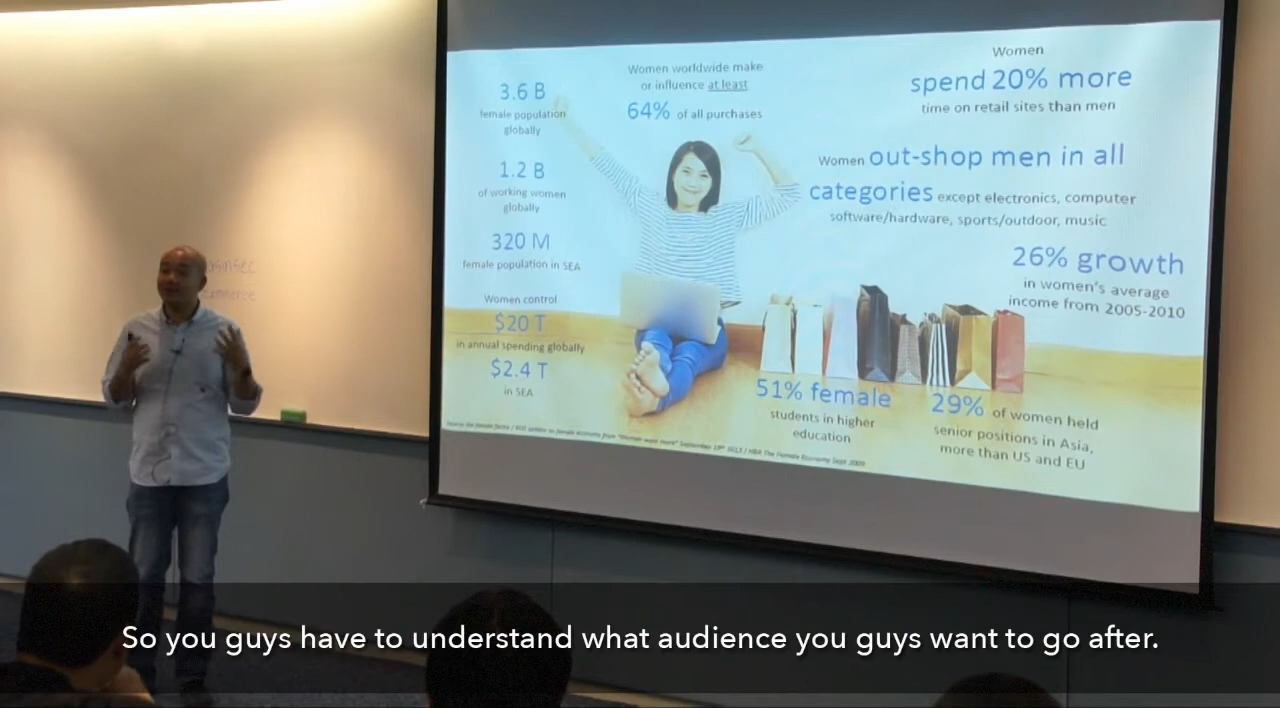 3.6 B
female population
globally
1.2 B
of working women
globally
320 M
female population in SEA
Women control
$20 T
in annual spending globally
$2.4 T
in SEA
Women worldwide make
or influence at least
64% of all purchases
Women
spend 20% more
time on retail sites than men
Women out-shop men in all
categories except electronics, computer
software/hardware, sports/outdoor, music
26% growth
in women's average
income from 2005-2010
51% female
students in higher
education
29% of women held
senior positions in Asia,
more than US and EU
So you guys have to understand what audience you guys want to go after.